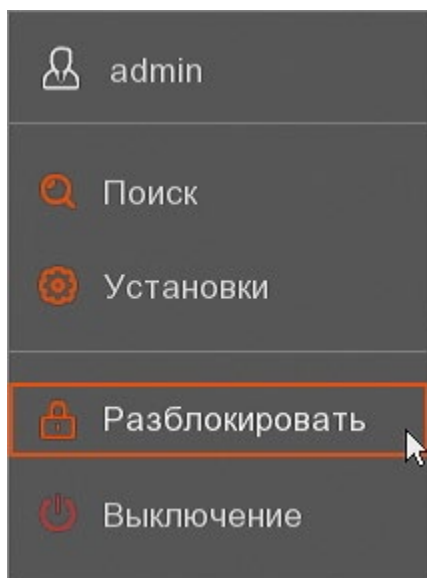 admin
Поиск
Установки
Разблокировать
Выключение